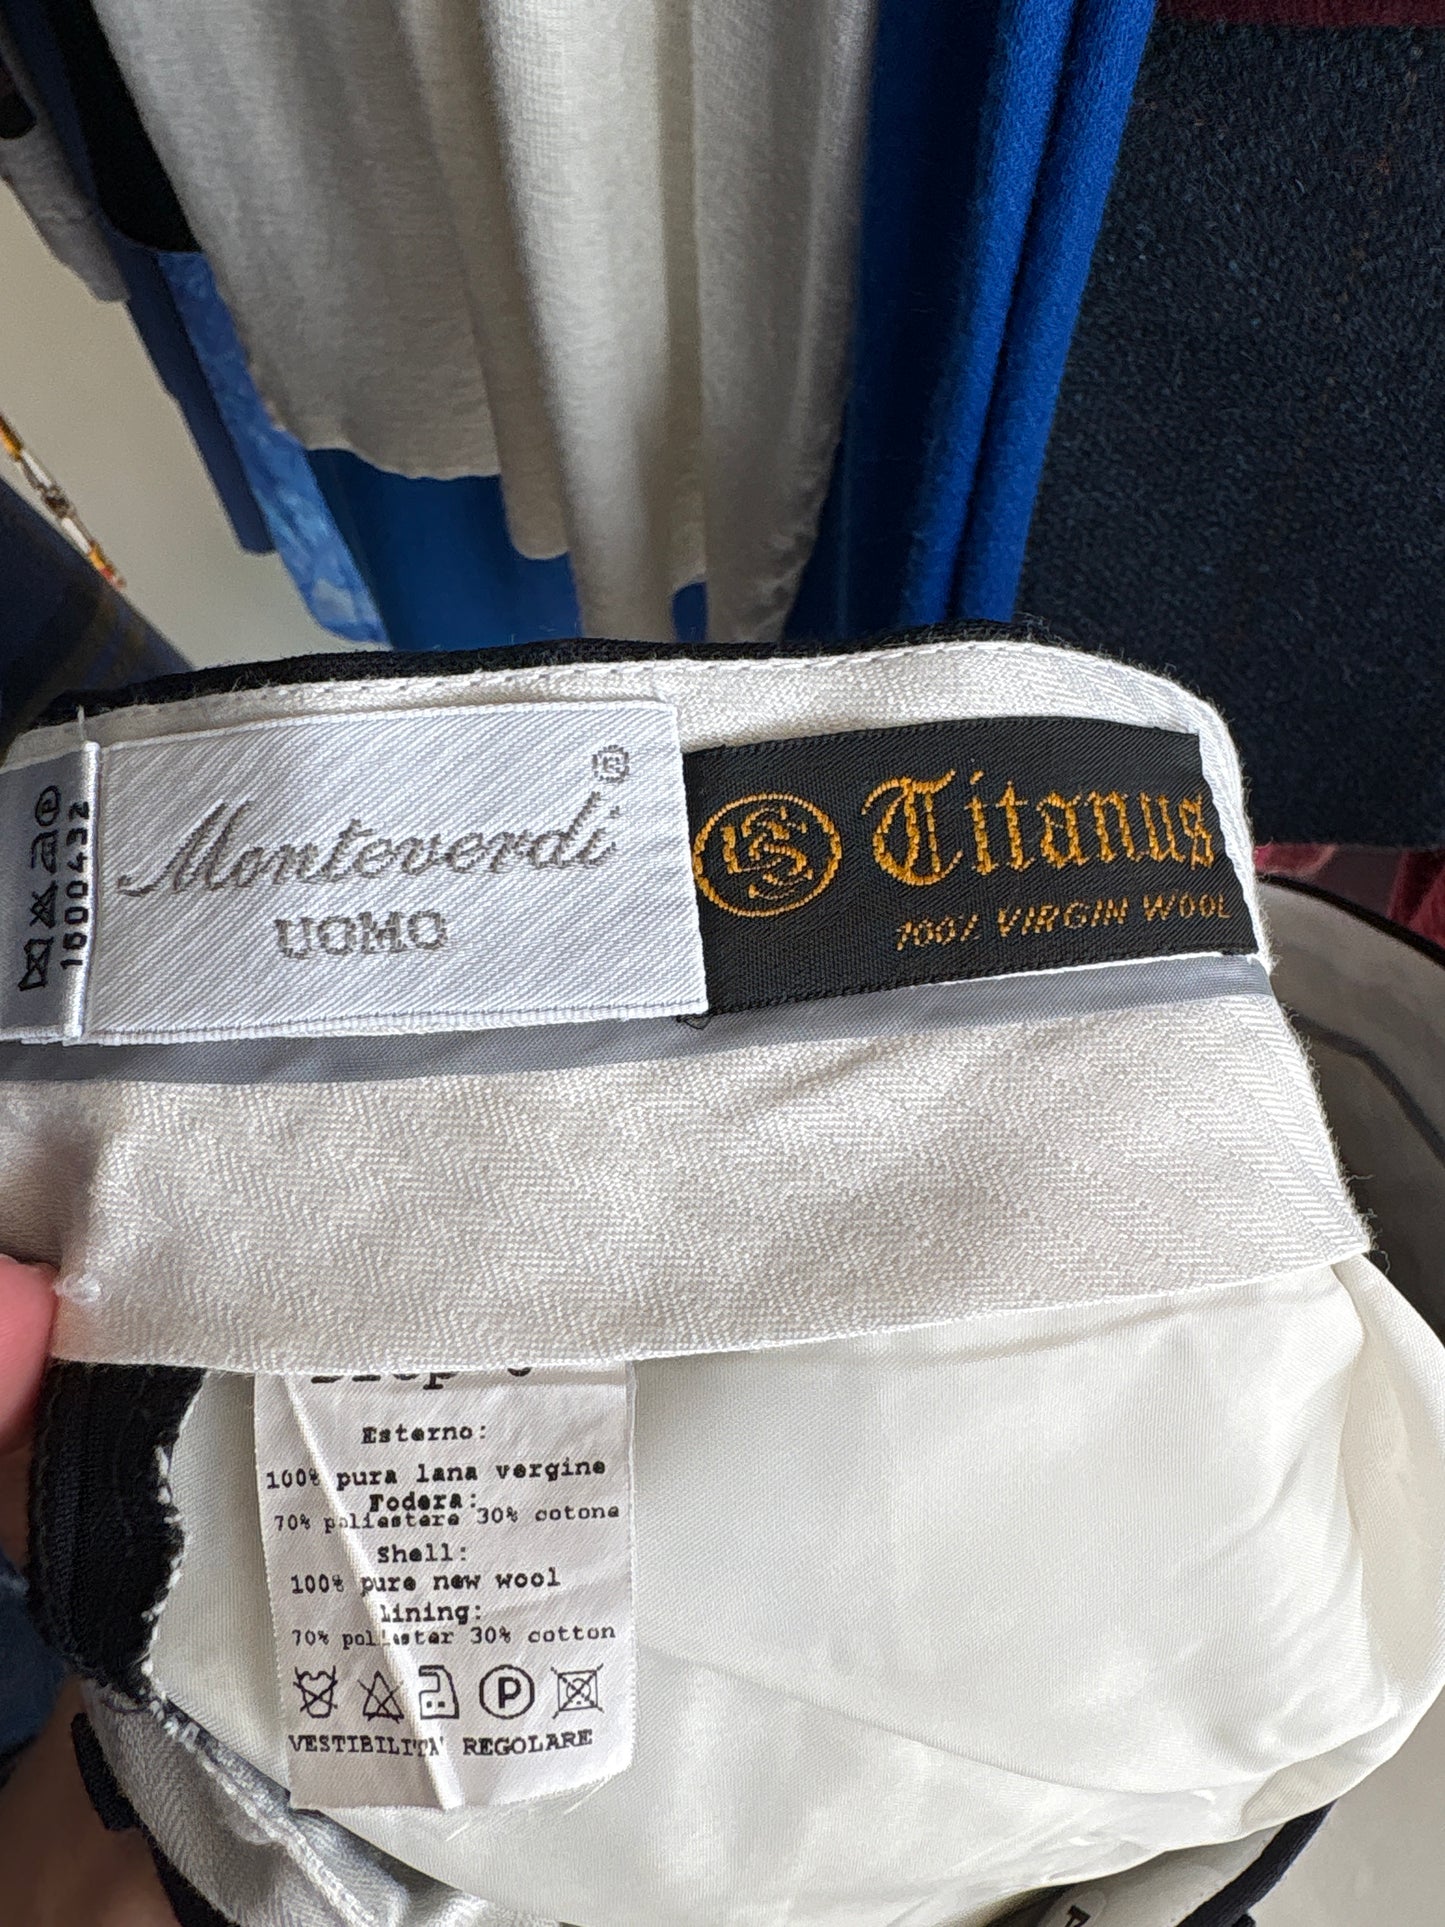 1600432
Monteverdi ®
UOMO
Titanus
100% VIRGIN WOOL
Esterno:
100% pura lana vergine
Fodera:
70% poliestere 30% cotone
Shell:
100% pure new wool
Lining:
70% poliester 30% cotton
P
VESTIBILITA' REGOLARE